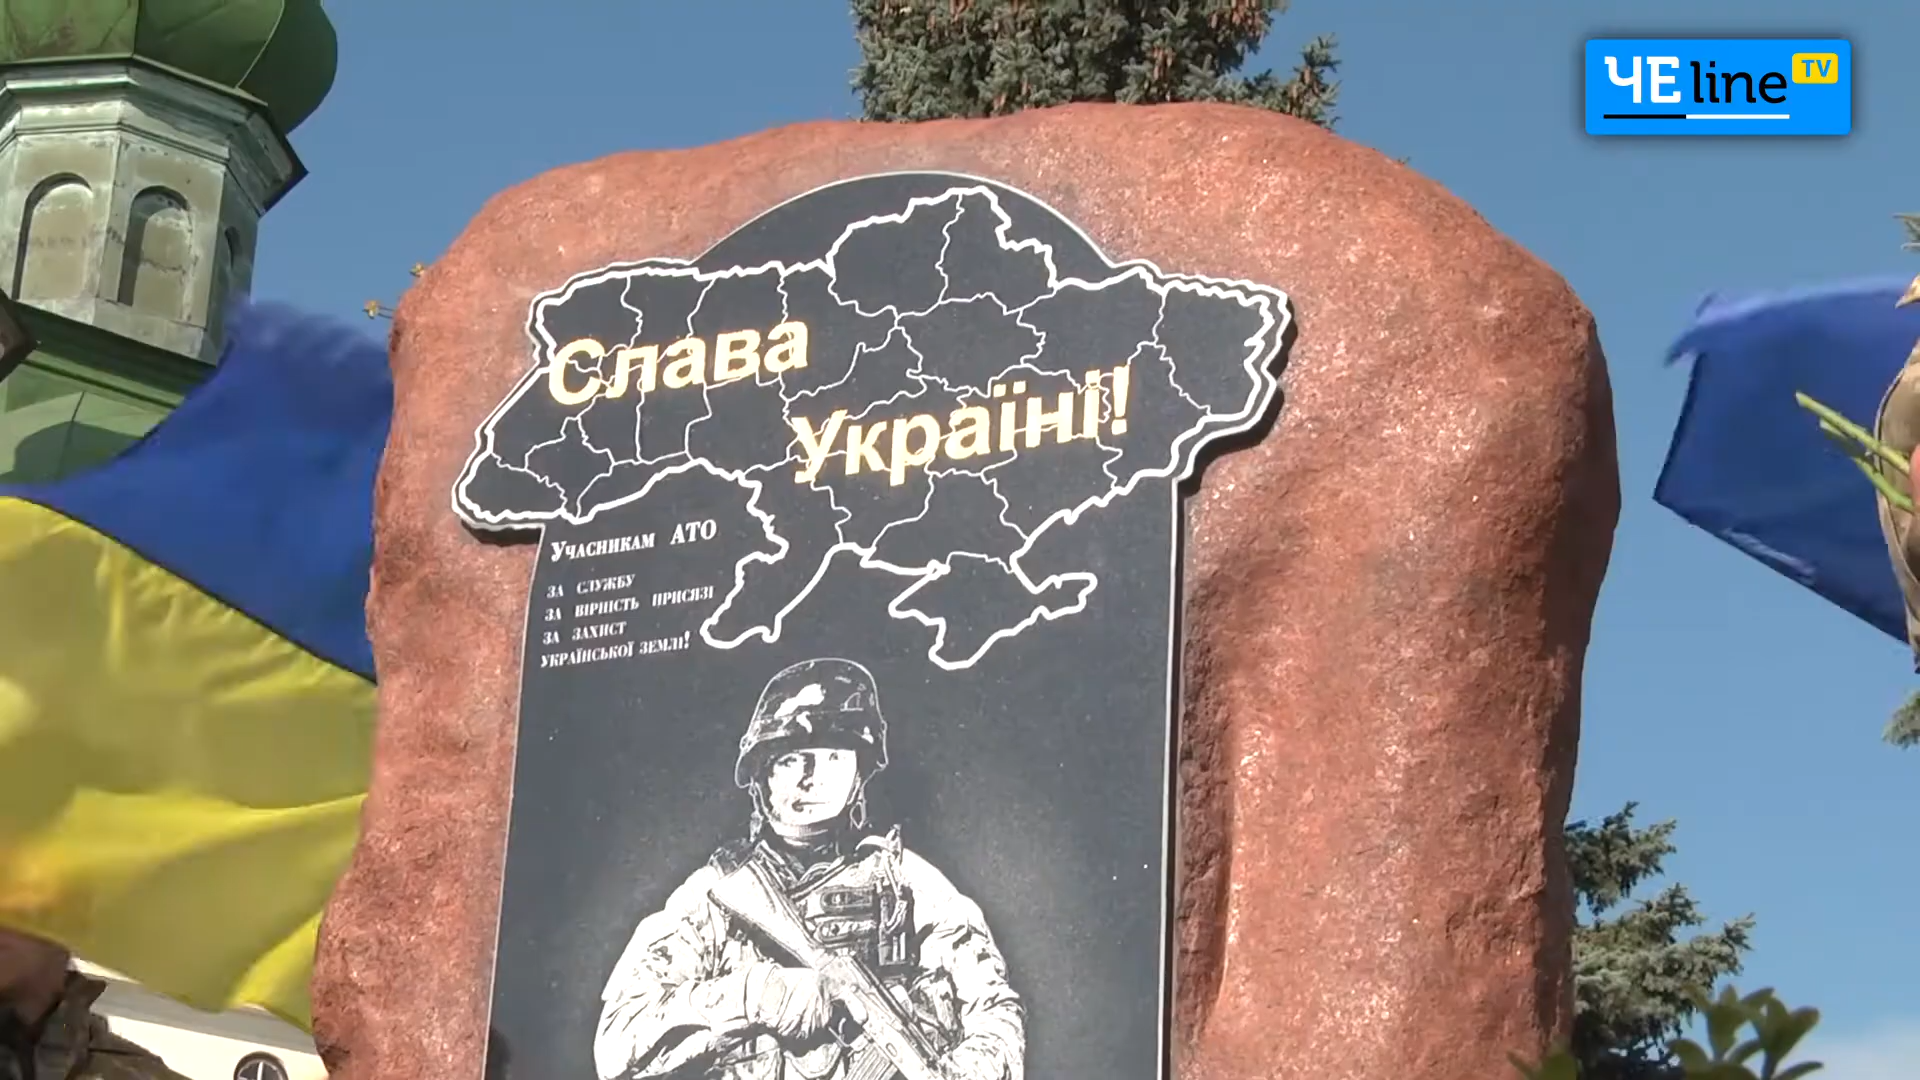 ЧЕline TV
Слава
Україні!
Учасникам АТО
за службу
за вірність присязі
за захист
української землі!